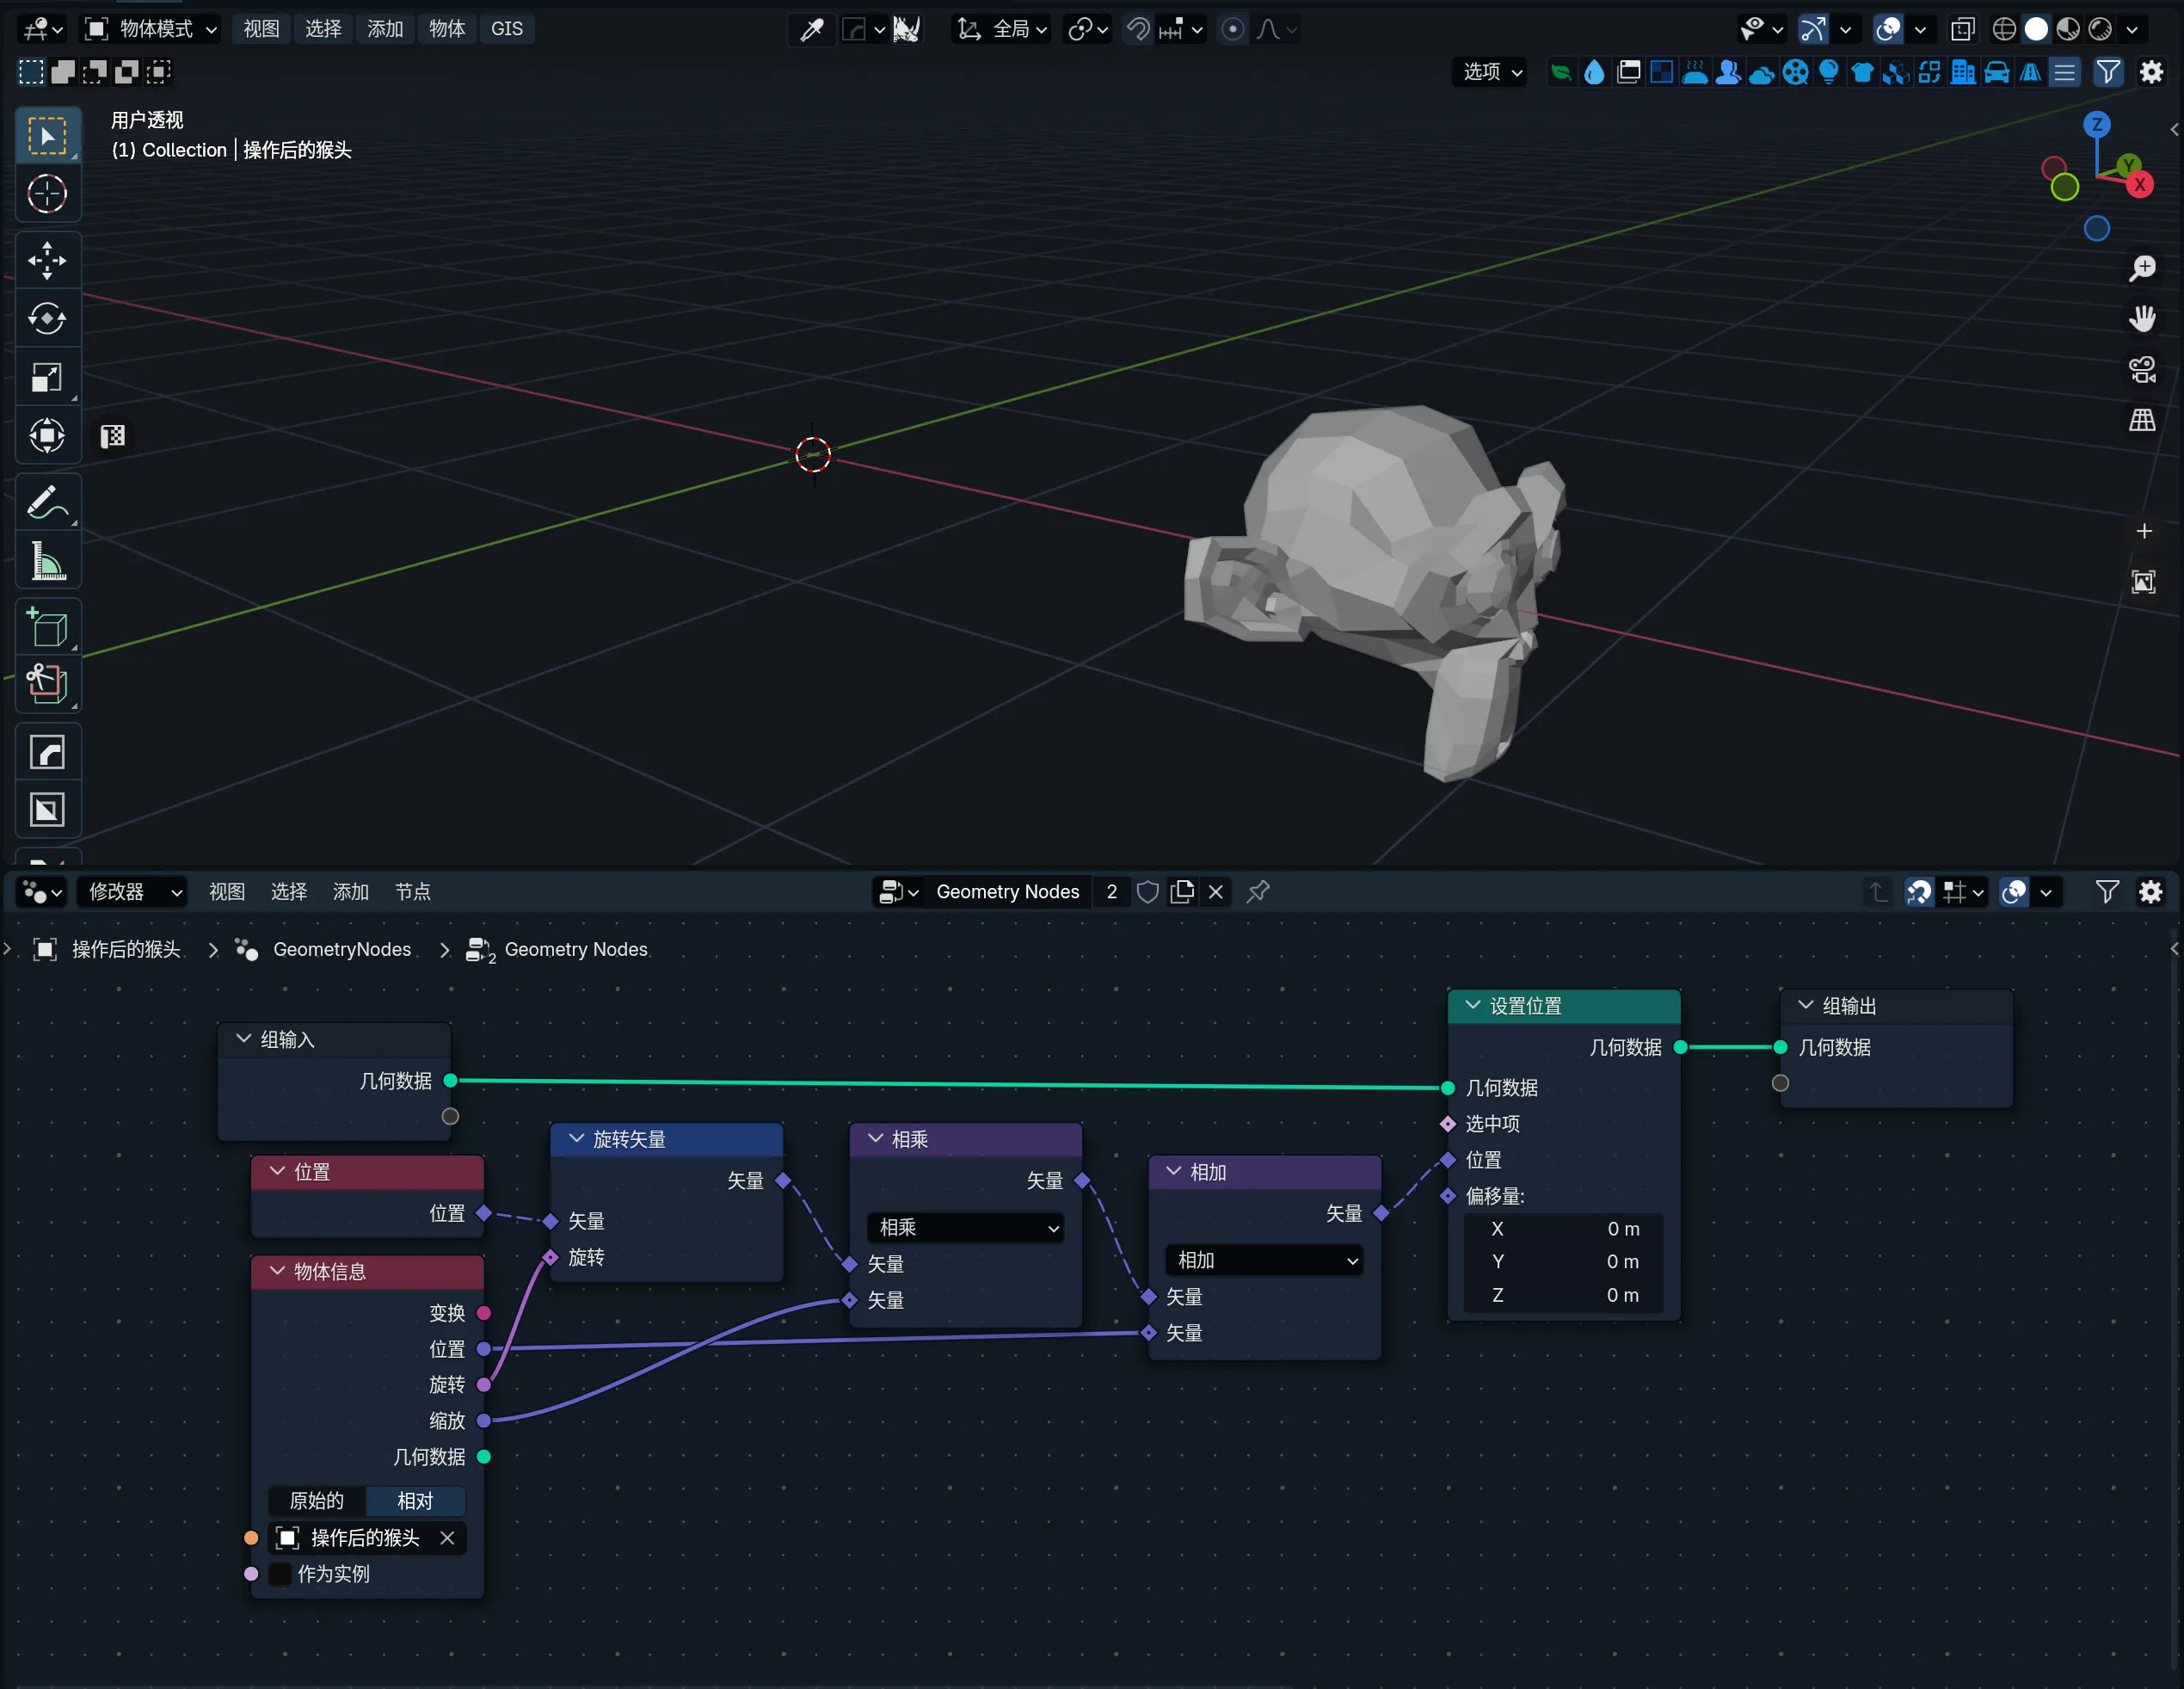 物体模式 视图 选择 添加 物体 GIS 全局
选项
用户透视
(1) Collection | 操作后的猴头
Z
Y
X
修改器 视图 选择 添加 节点 Geometry Nodes 2
操作后的猴头 GeometryNodes 2 Geometry Nodes
组输入
几何数据
位置
位置
物体信息
变换
位置
旋转
缩放
几何数据
原始的 相对
操作后的猴头
作为实例
旋转矢量
矢量
矢量
旋转
相乘
矢量
相乘
矢量
矢量
相加
矢量
相加
矢量
矢量
设置位置
几何数据
几何数据
选中项
位置
偏移量:
X 0 m
Y 0 m
Z 0 m
组输出
几何数据